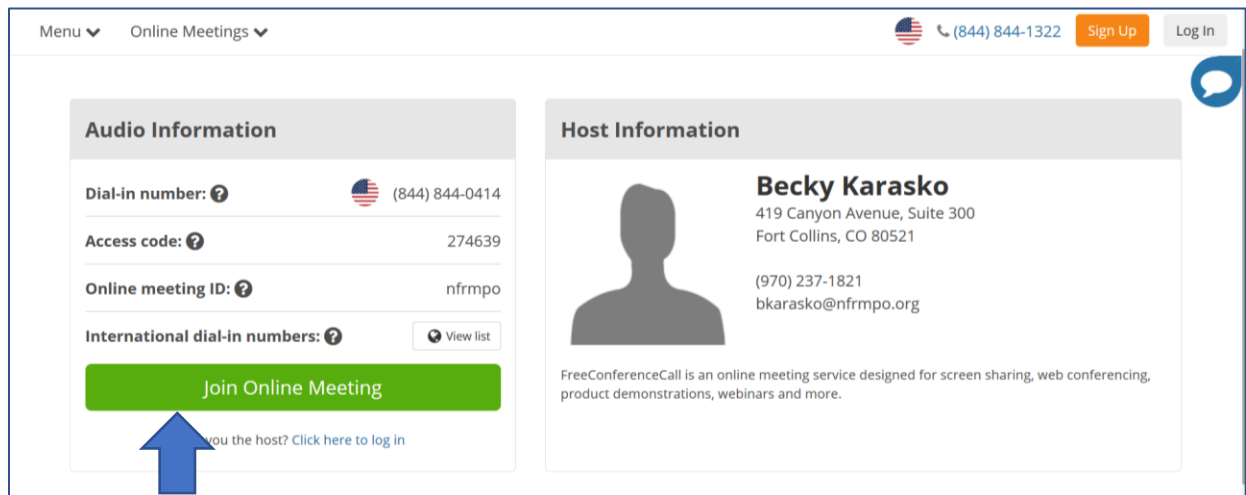 Menu Online Meetings (844) 844-1322 Sign Up Log In
Audio Information
Dial-in number: ? (844) 844-0414
Access code: ? 274639
Online meeting ID: ? nfrmpo
International dial-in numbers: ? View list
Join Online Meeting
you the host? Click here to log in
Host Information
Becky Karasko
419 Canyon Avenue, Suite 300
Fort Collins, CO 80521
(970) 237-1821
bkarasko@nfrmpo.org
FreeConferenceCall is an online meeting service designed for screen sharing, web conferencing,
product demonstrations, webinars and more.